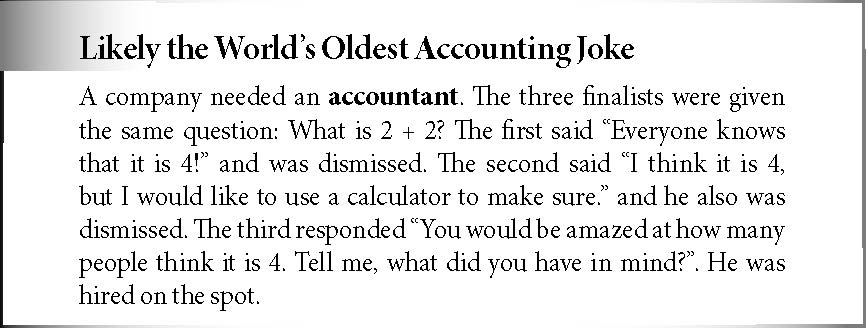 Likely the World’s Oldest Accounting Joke
A company needed an accountant. The three finalists were given
the same question: What is 2 + 2? The first said “Everyone knows
that it is 4!” and was dismissed. The second said “I think it is 4,
but I would like to use a calculator to make sure.” and he also was
dismissed. The third responded “You would be amazed at how many
people think it is 4. Tell me, what did you have in mind?”. He was
hired on the spot.